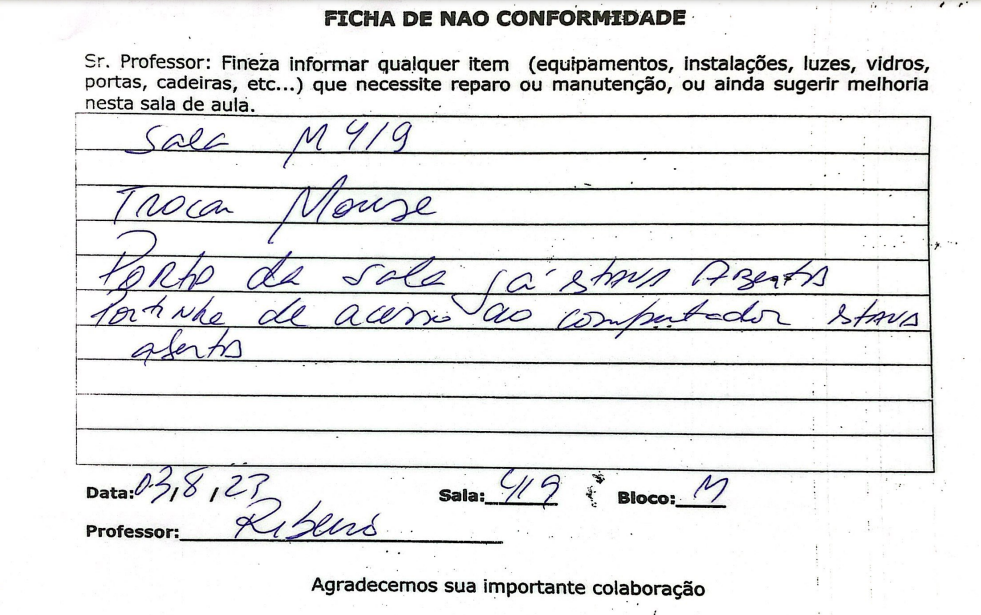 FICHA DE NAO CONFORMIDADE
Sr. Professor: Fineza informar qualquer item (equipamentos, instalações, luzes, vidros,
portas, cadeiras, etc...) que necessite reparo ou manutenção, ou ainda sugerir melhoria
nesta sala de aula.
Sala M 419
Trocar Mouse
Porta da sala já stava Aberta
Portinha de acesso ao computador stava
aberta
Data: 03,8,23 Sala: 419 Bloco: M
Professor: Ribeiro
Agradecemos sua importante colaboração